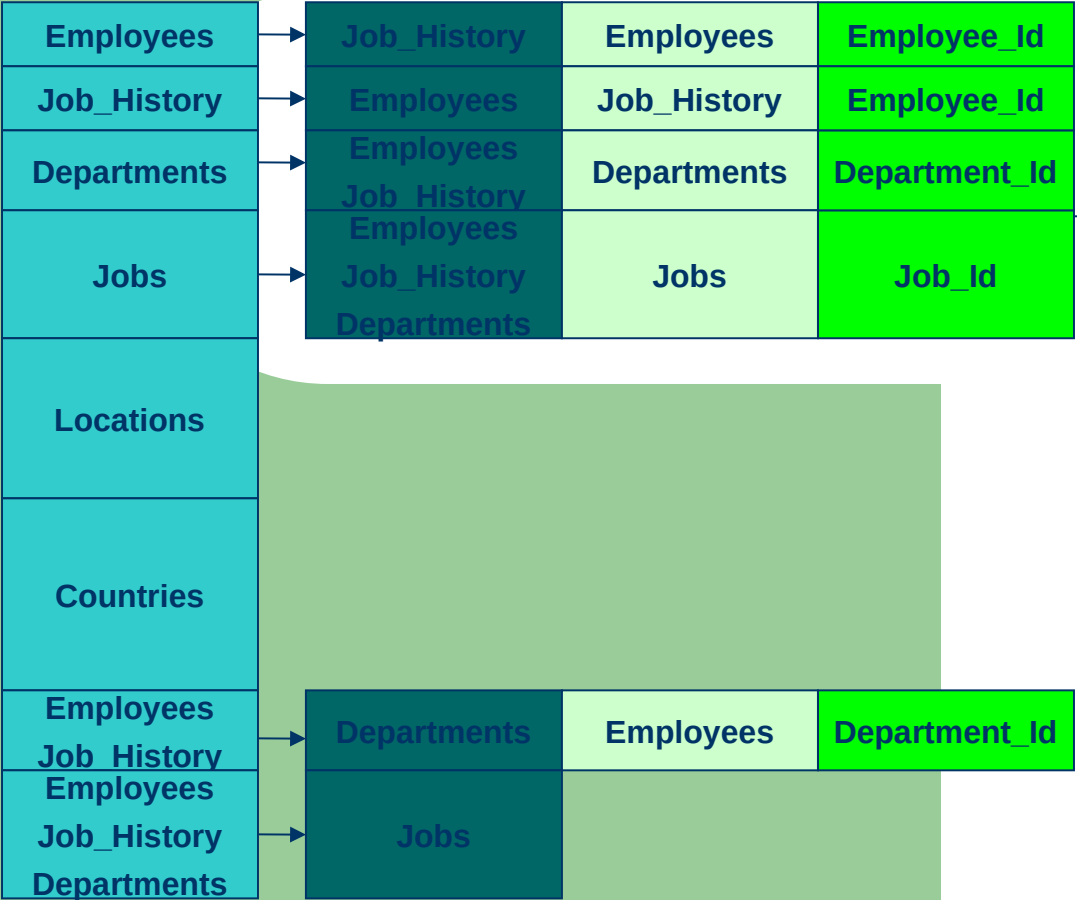 Employees Job_History Employees Employee_Id
Job_History Employees Job_History Employee_Id
Departments Employees Departments Department_Id
Job_History
Jobs Employees Jobs Job_Id
Job_History
Departments
Locations
Countries
Employees Departments Employees Department_Id
Job_History
Employees
Job_History Jobs
Departments